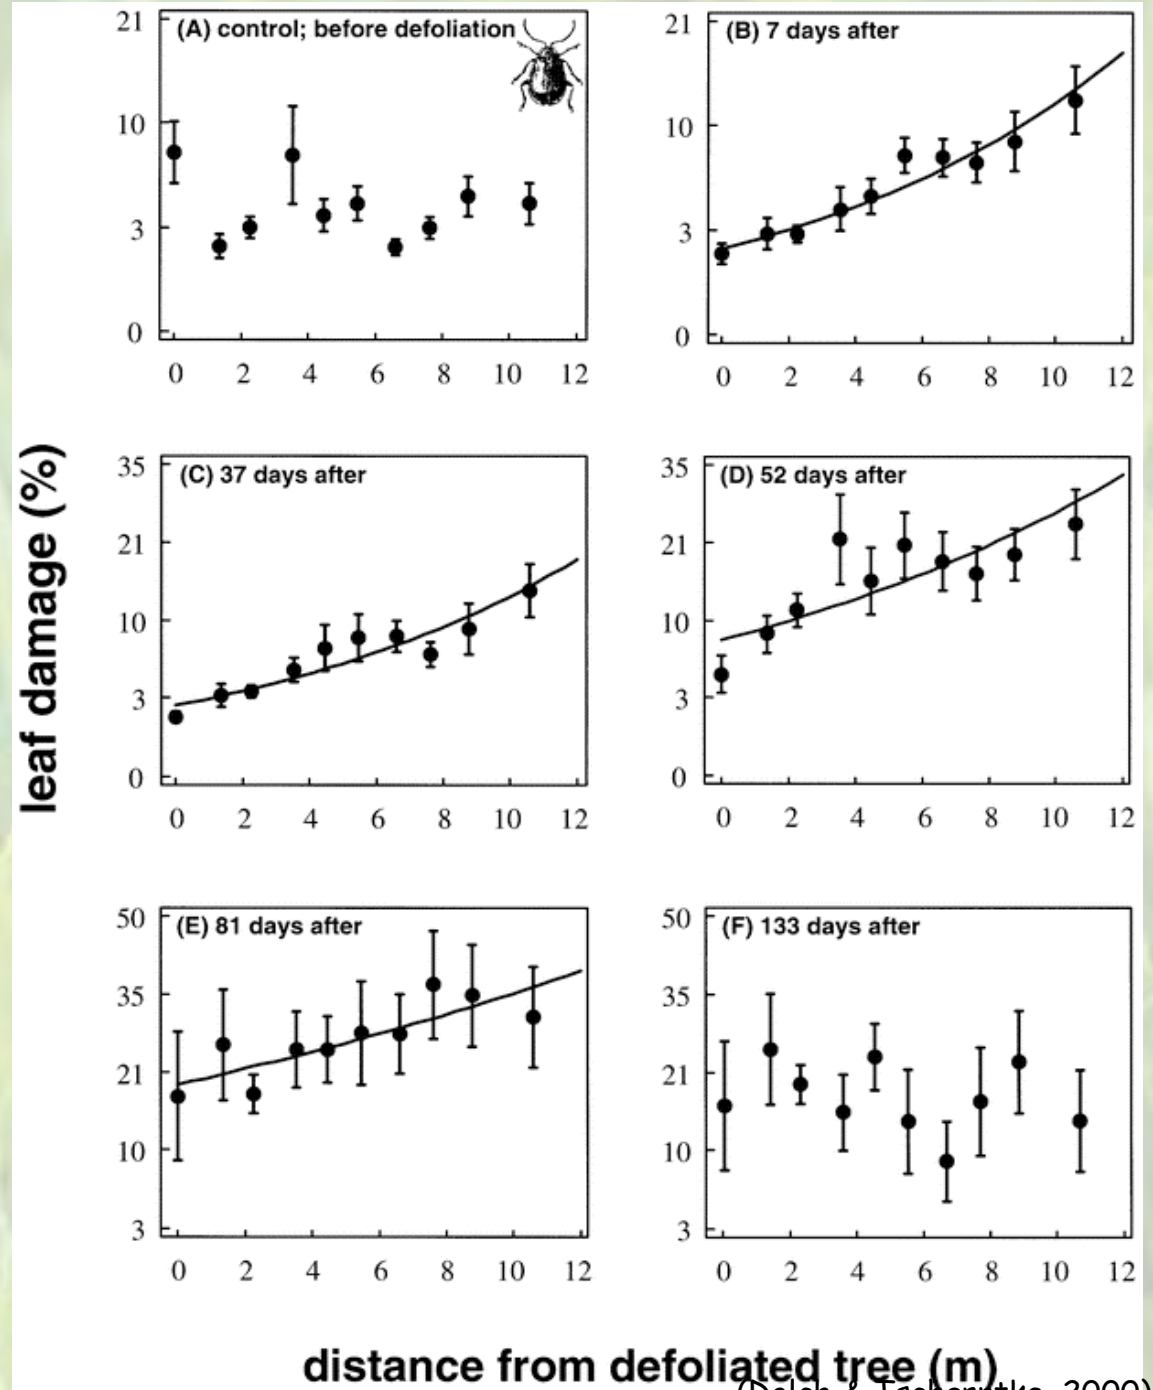 (A) control; before defoliation
21
10
3
0
0 2 4 6 8 10 12
(B) 7 days after
21
10
3
0
0 2 4 6 8 10 12
leaf damage (%)
(C) 37 days after
35
21
10
3
0
0 2 4 6 8 10 12
(D) 52 days after
35
21
10
3
0
0 2 4 6 8 10 12
(E) 81 days after
50
35
21
10
3
0 2 4 6 8 10 12
(F) 133 days after
50
35
21
10
3
0 2 4 6 8 10 12
distance from defoliated tree (m)